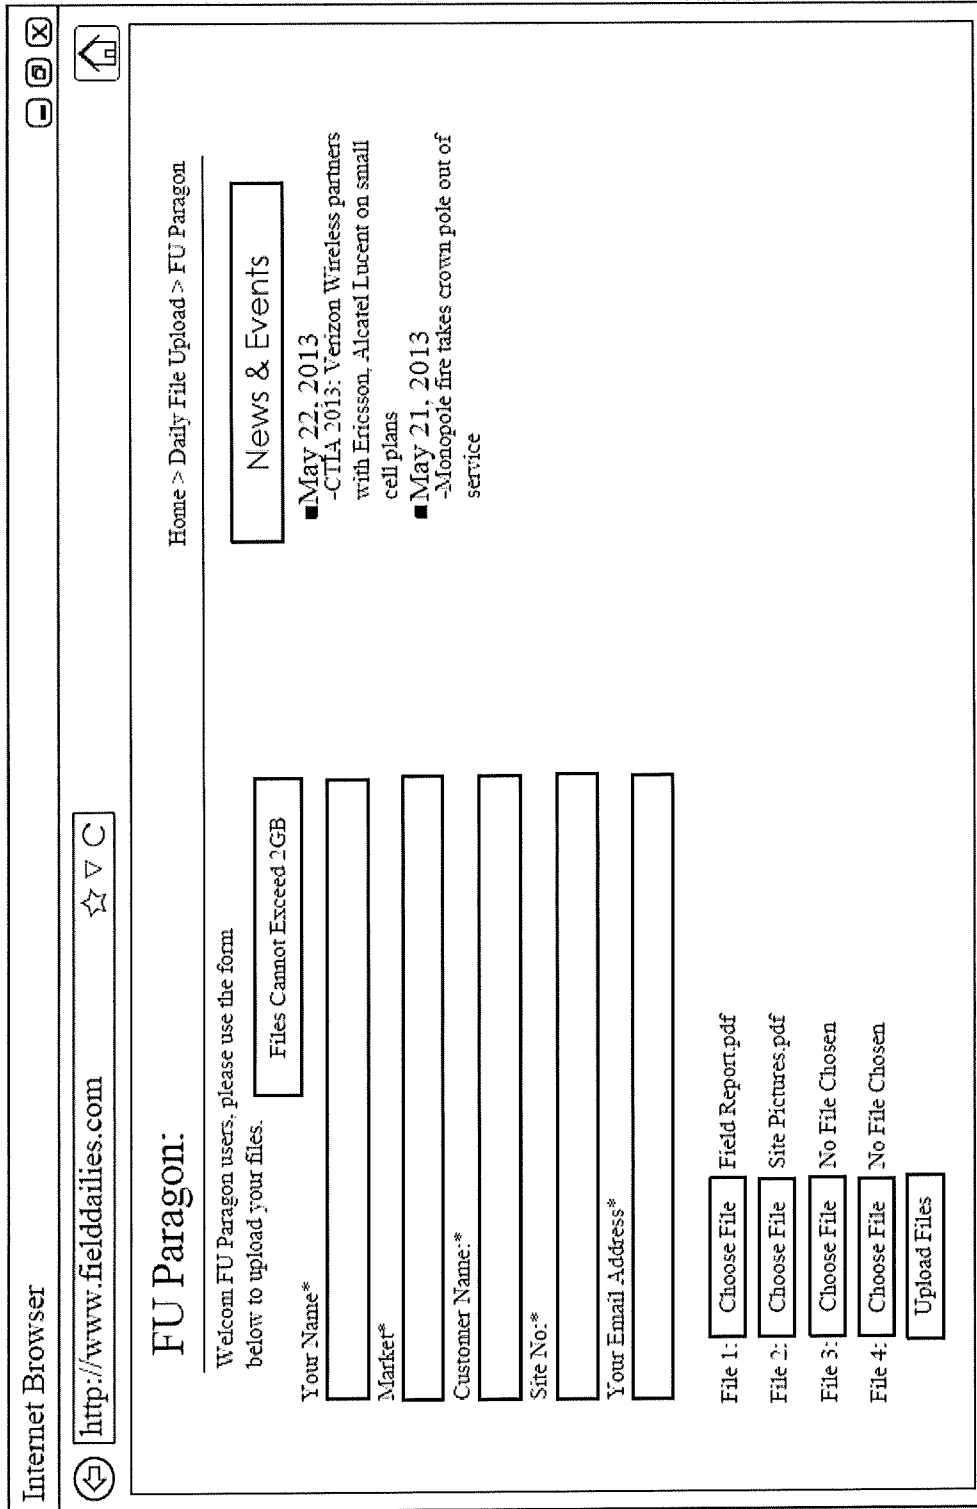 Internet Browser
http://www.fielddailies.com
Home > Daily File Upload > FU Paragon
FU Paragon:
Welcom FU Paragon users, please use the form
below to upload your files.
Files Cannot Exceed 2GB
Your Name*
Market*
Customer Name:*
Site No:*
Your Email Address*
File 1: Choose File Field Report.pdf
File 2: Choose File Site Pictures.pdf
File 3: Choose File No File Chosen
File 4: Choose File No File Chosen
Upload Files
News & Events
■May 22, 2013
-CTIA 2013: Verizon Wireless partners
with Ericsson, Alcatel Lucent on small
cell plans
■May 21, 2013
-Monopole fire takes crown pole out of
service